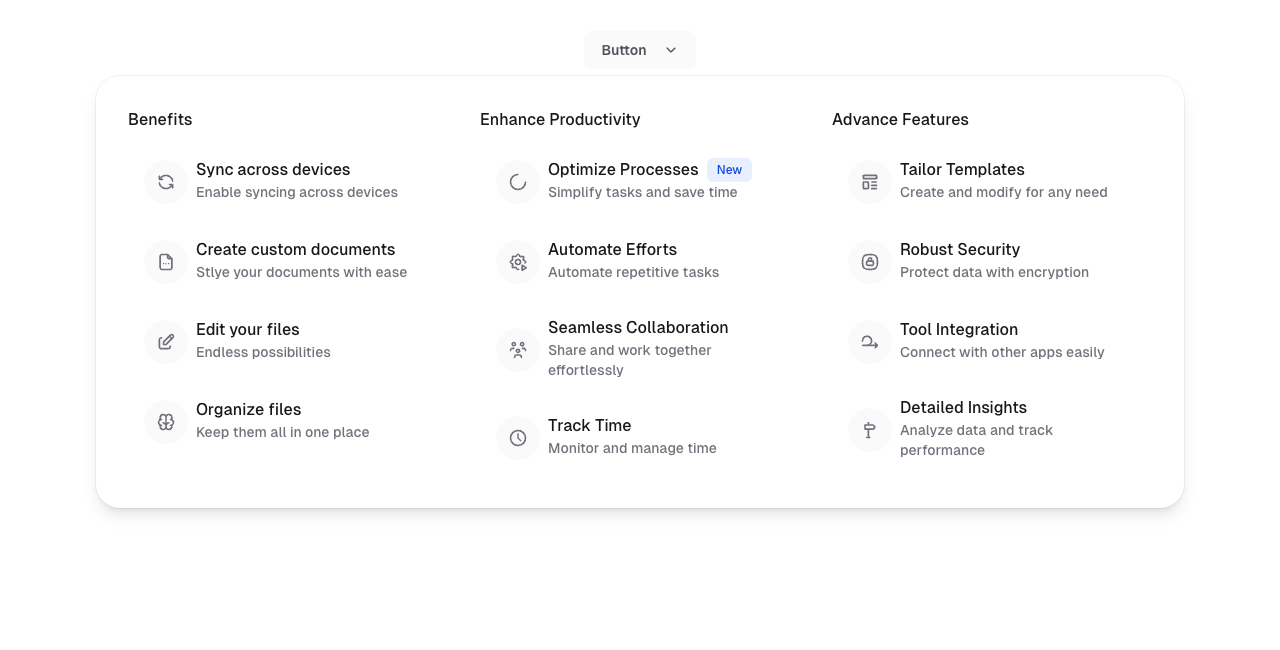 Button
Benefits
Sync across devices
Enable syncing across devices
Create custom documents
Stlye your documents with ease
Edit your files
Endless possibilities
Organize files
Keep them all in one place
Enhance Productivity
Optimize Processes New
Simplify tasks and save time
Automate Efforts
Automate repetitive tasks
Seamless Collaboration
Share and work together
effortlessly
Track Time
Monitor and manage time
Advance Features
Tailor Templates
Create and modify for any need
Robust Security
Protect data with encryption
Tool Integration
Connect with other apps easily
Detailed Insights
Analyze data and track
performance